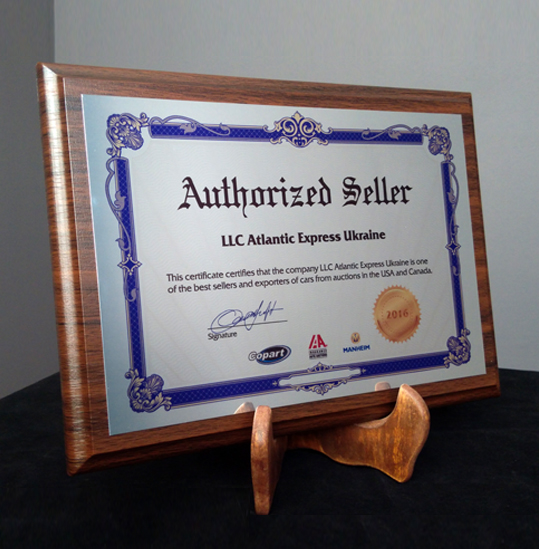 Authorized Seller
LLC Atlantic Express Ukraine
This certificate certifies that the company LLC Atlantic Express Ukraine is one
of the best sellers and exporters of cars from auctions in the USA and Canada.
2016
Signature
Copart
IAA
MANHEIM